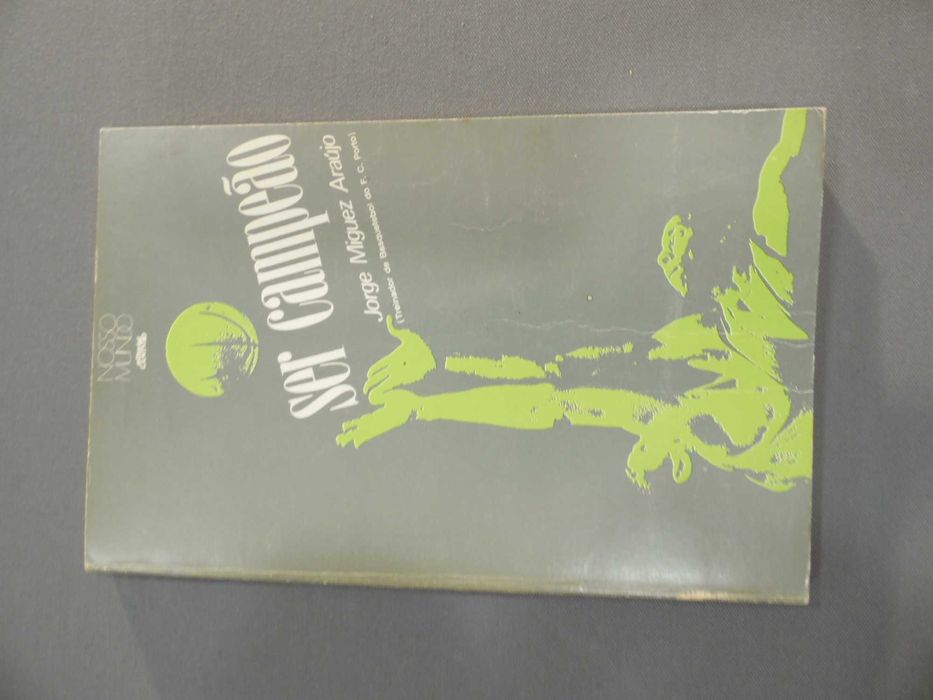 NOSSO
MUNDO
ser campeão
Jorge Miguez Araújo
(Treinador de Basquetebol do F. C. Porto)